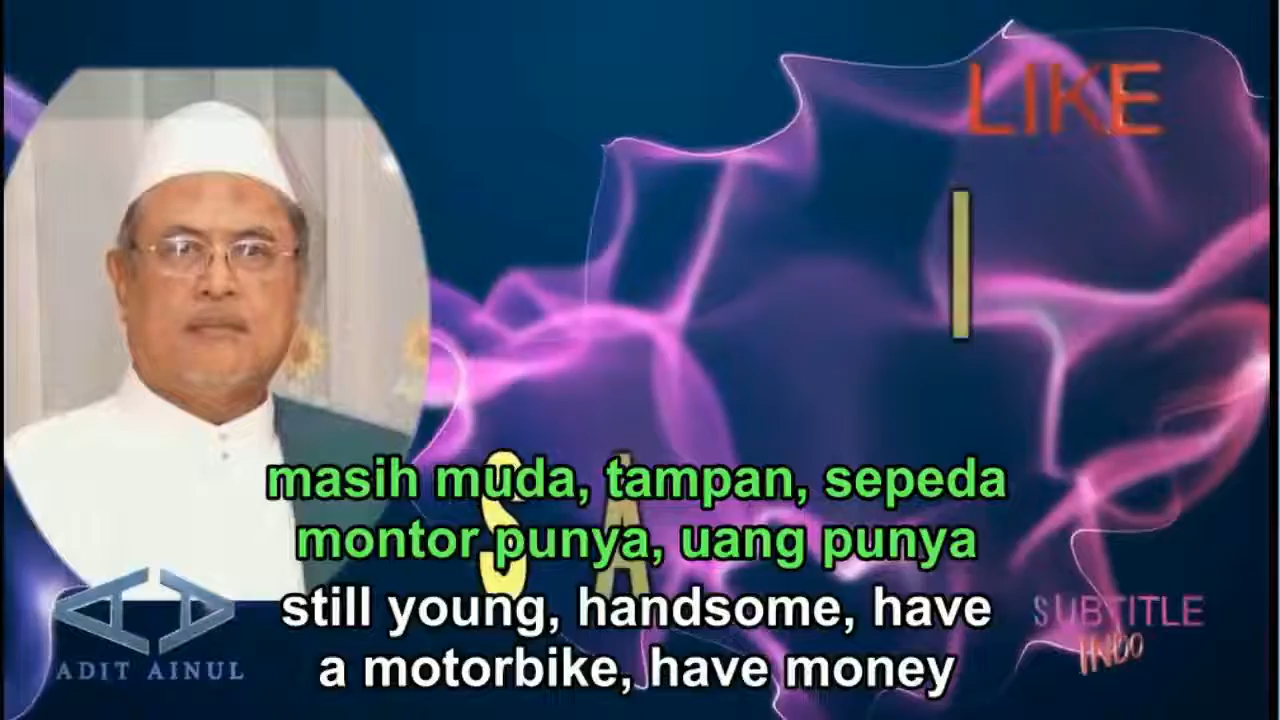 LIKE
I
S A
masih muda, tampan, sepeda
montor punya, uang punya
still young, handsome, have
a motorbike, have money
ADIT AINUL
SUBTITLE
INDO